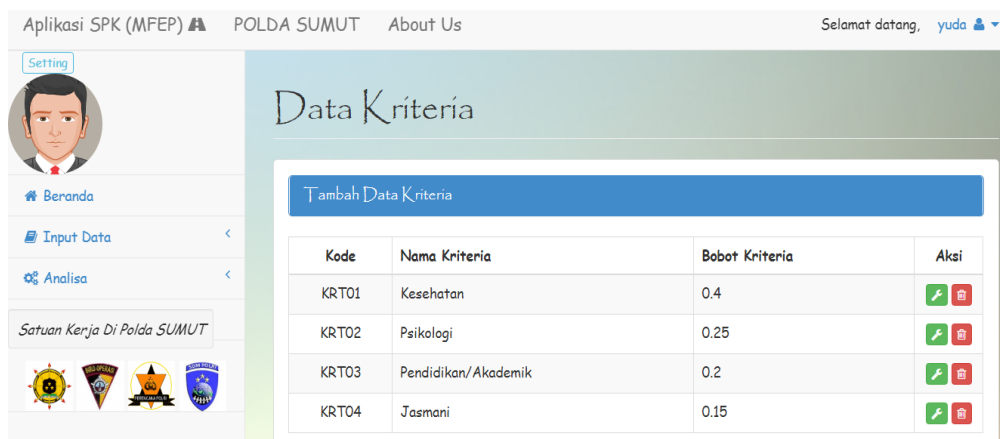 Aplikasi SPK (MFEP) POLDA SUMUT About Us Selamat datang, yuda
Setting
Data Kriteria
Beranda
Input Data
Analisa
Satuan Kerja Di Polda SUMUT
BIRO OPERASI
Tambah Data Kriteria
Kode Nama Kriteria Bobot Kriteria Aksi
KRT01 Kesehatan 0.4
KRT02 Psikologi 0.25
KRT03 Pendidikan/Akademik 0.2
KRT04 Jasmani 0.15